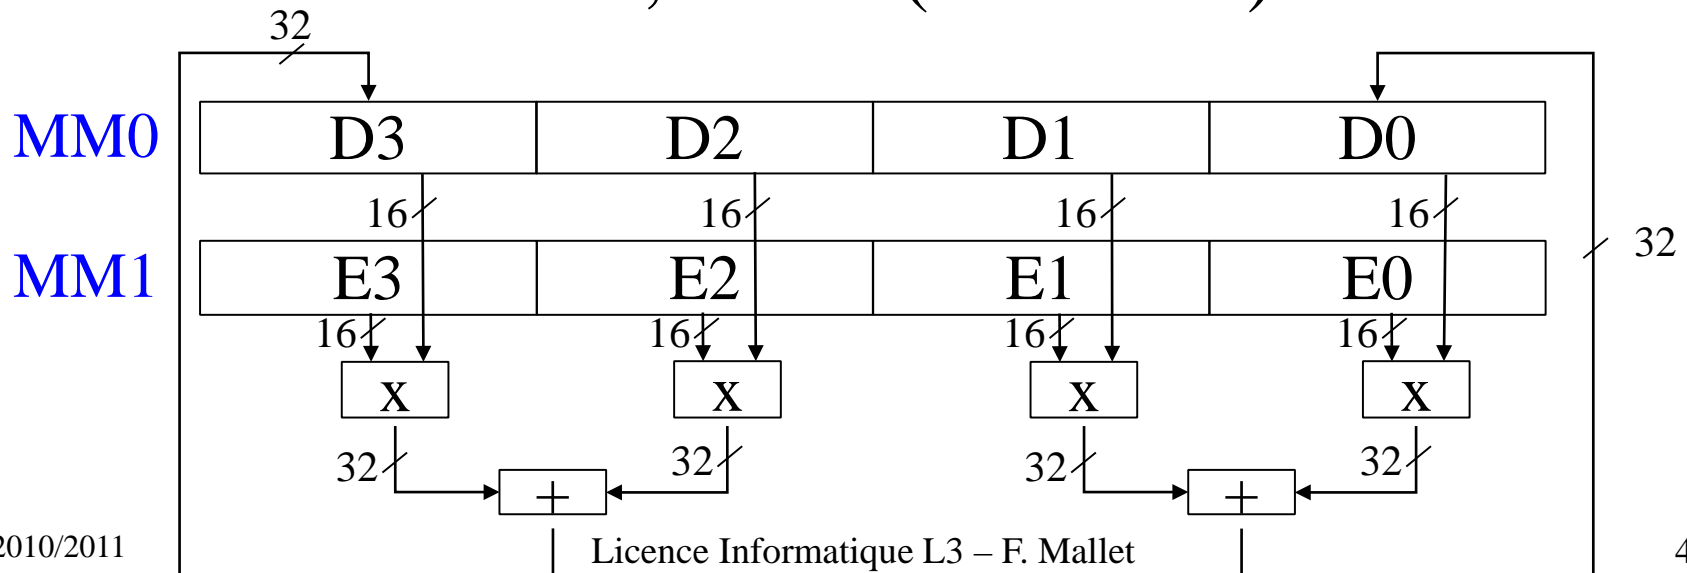 32
MM0 D3 D2 D1 D0
16 16 16 16
32
MM1 E3 E2 E1 E0
16 16 16 16
x x x x
32 32 32 32
+ +
2010/2011 Licence Informatique L3 – F. Mallet 4